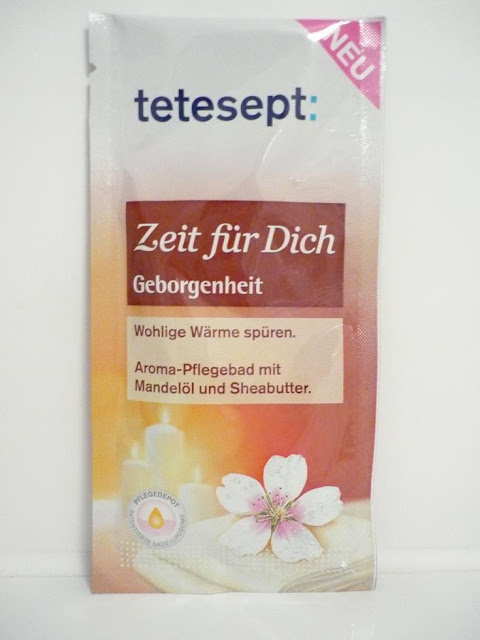 NEU
tetesept:
Zeit für Dich
Geborgenheit
Wohlige Wärme spüren.
Aroma-Pflegebad mit
Mandelöl und Sheabutter.
PFLEGEDEPOT